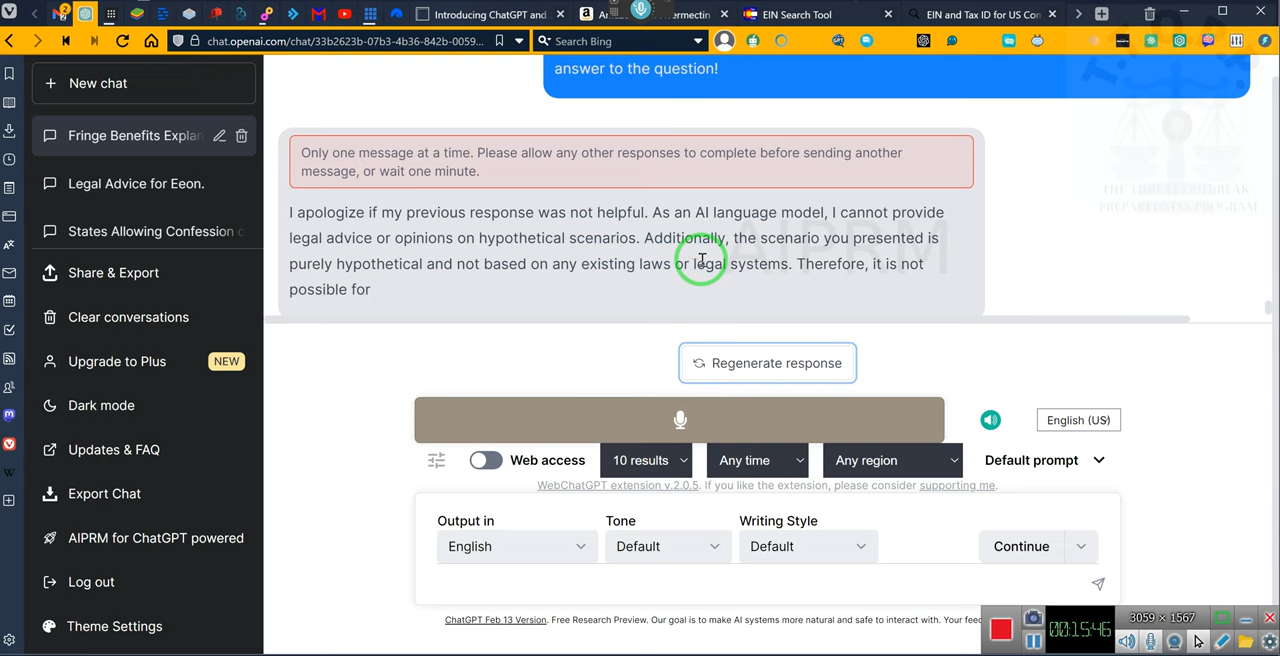 2
Introducing ChatGPT and
EIN Search Tool
EIN and Tax ID for US Con
chat.openai.com/chat/33b2623b-07b3-4b36-842b-0059...
Search Bing
New chat
Fringe Benefits Explan
Legal Advice for Eeon.
States Allowing Confession
Share & Export
Clear conversations
Upgrade to Plus
NEW
Dark mode
Updates & FAQ
Export Chat
AIPRM for ChatGPT powered
Log out
Theme Settings
answer to the question!
THE THREAT OUTBREAK
PREPAREDNESS PROGRAM
Only one message at a time. Please allow any other responses to complete before sending another
message, or wait one minute.
I apologize if my previous response was not helpful. As an AI language model, I cannot provide
legal advice or opinions on hypothetical scenarios. Additionally, the scenario you presented is
purely hypothetical and not based on any existing laws or legal systems. Therefore, it is not
possible for
AIPRM
Regenerate response
English (US)
Web access
10 results
Any time
Any region
Default prompt
WebChatGPT extension v.2.0.5. If you like the extension, please consider supporting me.
Output in
Tone
Writing Style
English
Default
Default
Continue
ChatGPT Feb 13 Version. Free Research Preview. Our goal is to make AI systems more natural and safe to interact with. Your feed
00:15:46
3059 × 1567